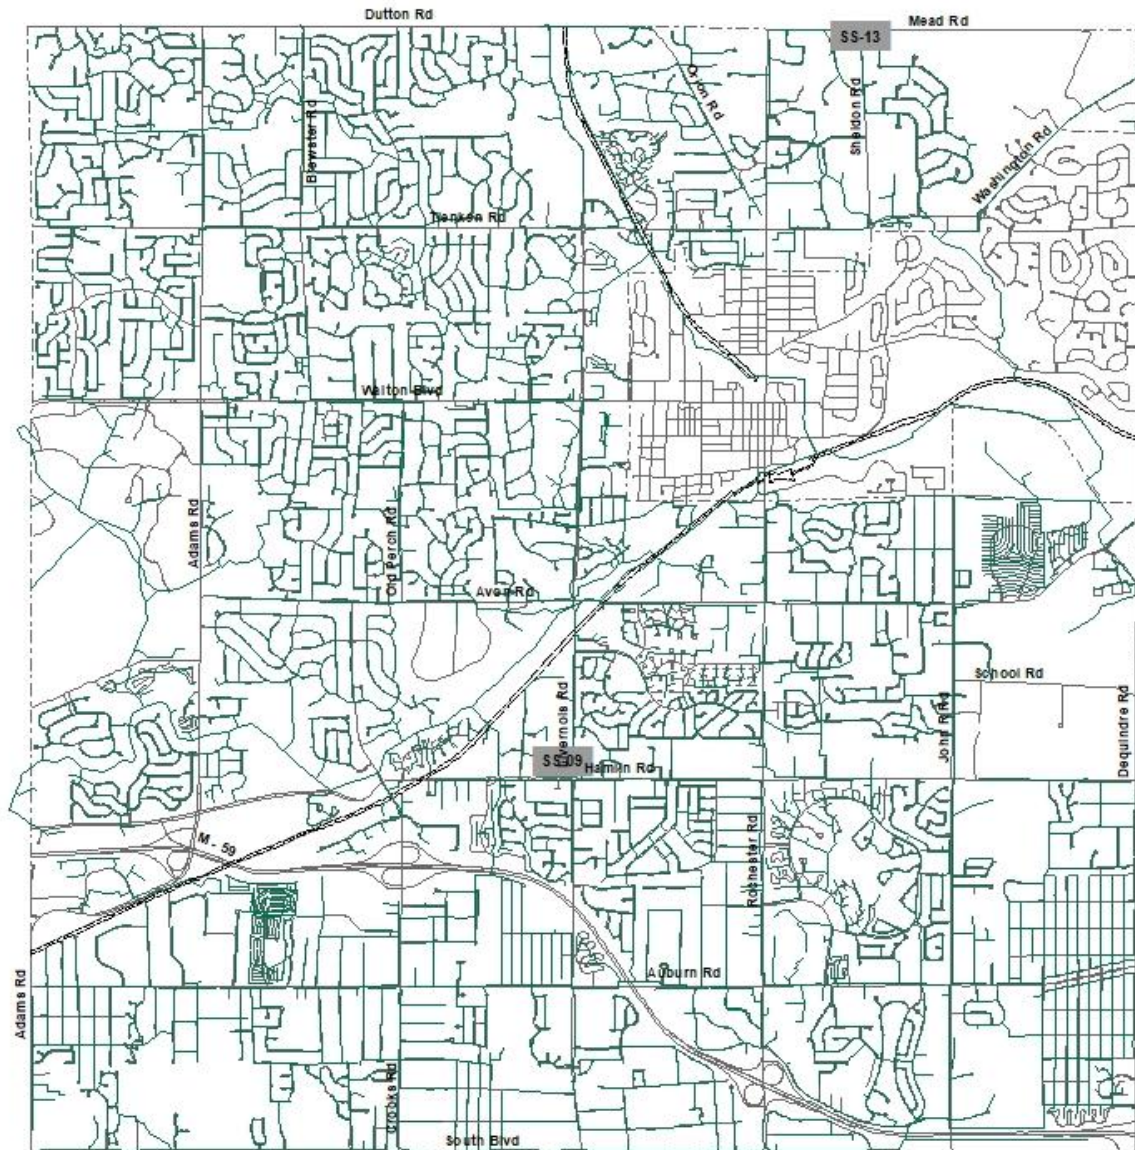 Dutton Rd
Mead Rd
SS-13
Orion Rd
Brewster Rd
Sheldon Rd
Washington Rd
Tienken Rd
Walton Blvd
Adams Rd
Old Perch Rd
Avon Rd
School Rd
Livernois Rd
John R Rd
Dequindre Rd
SS-09
Hamlin Rd
M - 59
Rochester Rd
Auburn Rd
Adams Rd
Crooks Rd
South Blvd